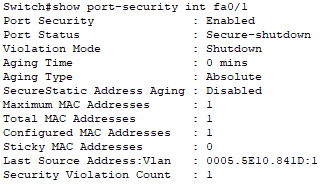 Switch#show port-security int fa0/1
Port Security : Enabled
Port Status : Secure-shutdown
Violation Mode : Shutdown
Aging Time : 0 mins
Aging Type : Absolute
SecureStatic Address Aging : Disabled
Maximum MAC Addresses : 1
Total MAC Addresses : 1
Configured MAC Addresses : 1
Sticky MAC Addresses : 0
Last Source Address:Vlan : 0005.5E10.841D:1
Security Violation Count : 1